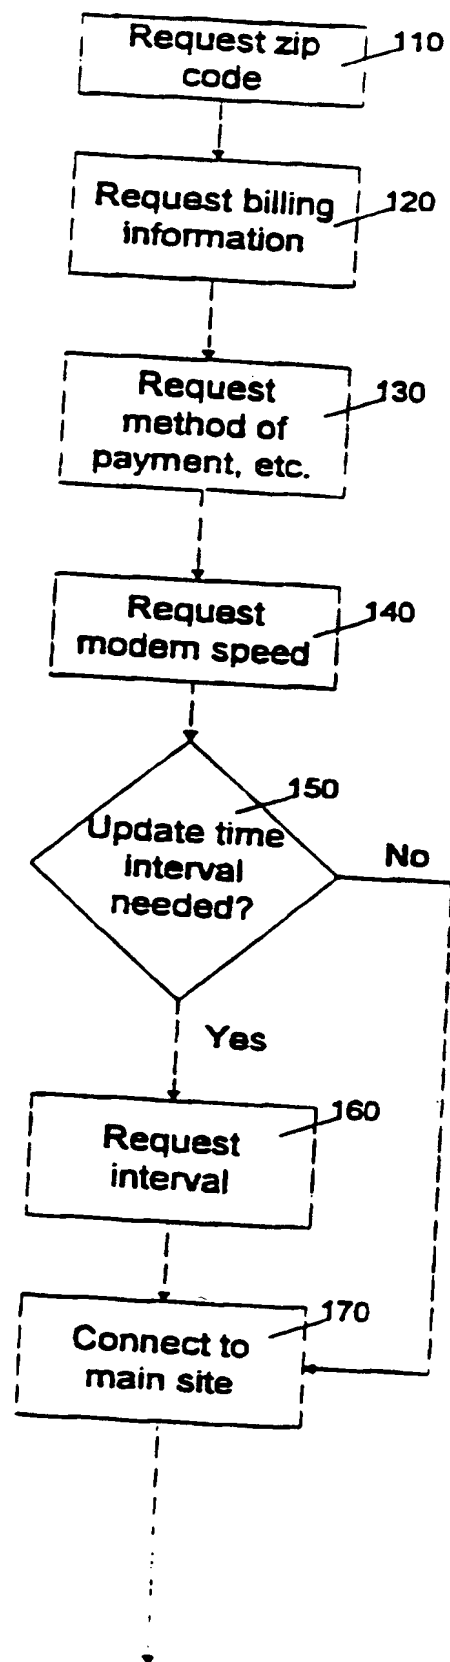 Request zip
code
110
Request billing
information
120
Request
method of
payment, etc.
130
Request
modem speed
140
150
Update time
interval
needed?
No
Yes
160
Request
interval
170
Connect to
main site